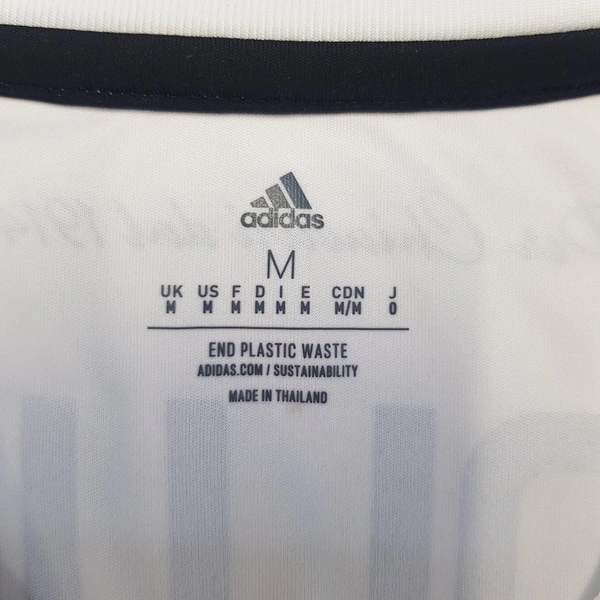 adidas
M
UK US F D I E CDN J
M M M M M M M/M O
END PLASTIC WASTE
ADIDAS.COM / SUSTAINABILITY
MADE IN THAILAND